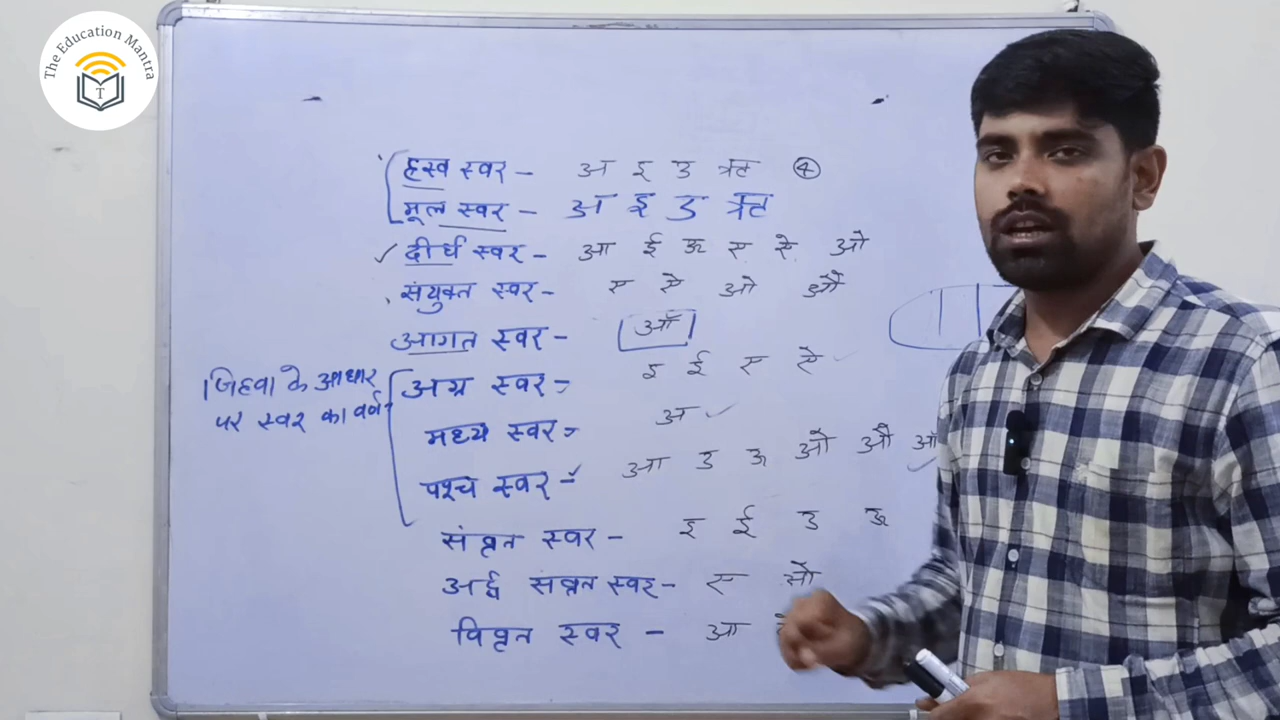 The Education Mantra
T
ह्रस्व स्वर – अ इ उ ऋ ④
मूल स्वर – अ इ उ ऋ
दीर्घ स्वर – आ ई ऊ ए ऐ ओ
संयुक्त स्वर – ए ऐ ओ औ
आगत स्वर – ऑ
जिहवा के आधार
पर स्वर का वर्ग
अग्र स्वर – इ ई ए ऐ
मध्य स्वर – अ
पश्च स्वर – आ उ ऊ ओ औ ऑ
संवृत स्वर – इ ई उ ऊ
अर्द्ध संवृत स्वर – ए ओ
विवृत स्वर – आ